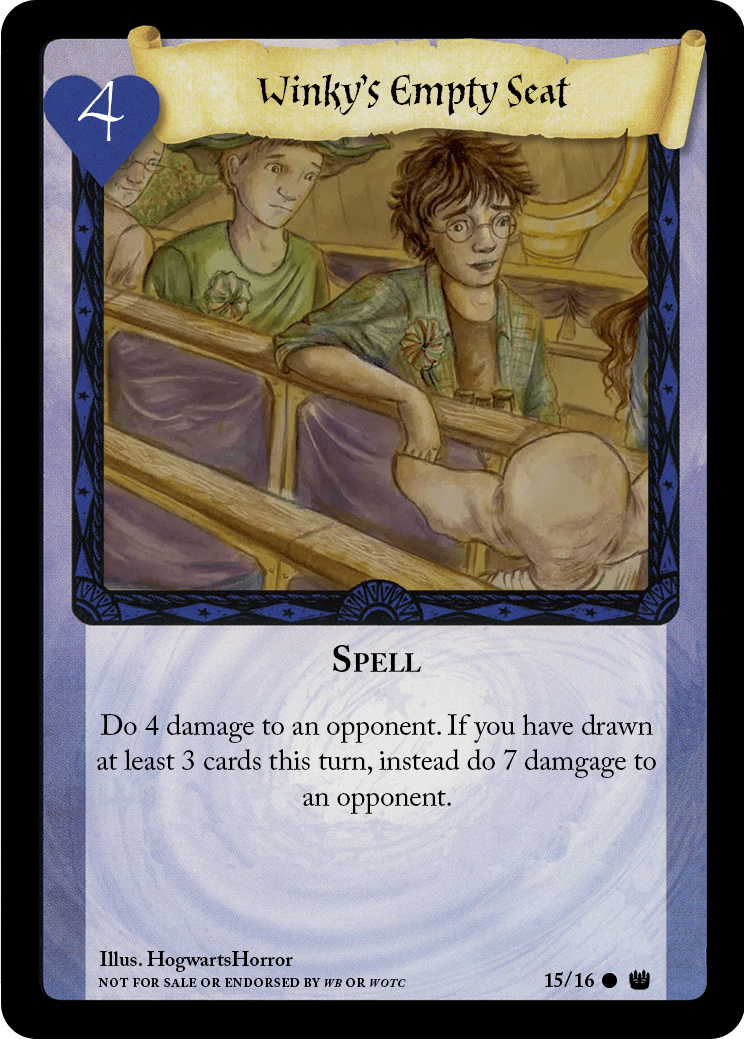 Winky's Empty Seat
4
Spell
Do 4 damage to an opponent. If you have drawn
at least 3 cards this turn, instead do 7 damgage to
an opponent.
Illus. HogwartsHorror
NOT FOR SALE OR ENDORSED BY WB OR WOTC
15/16